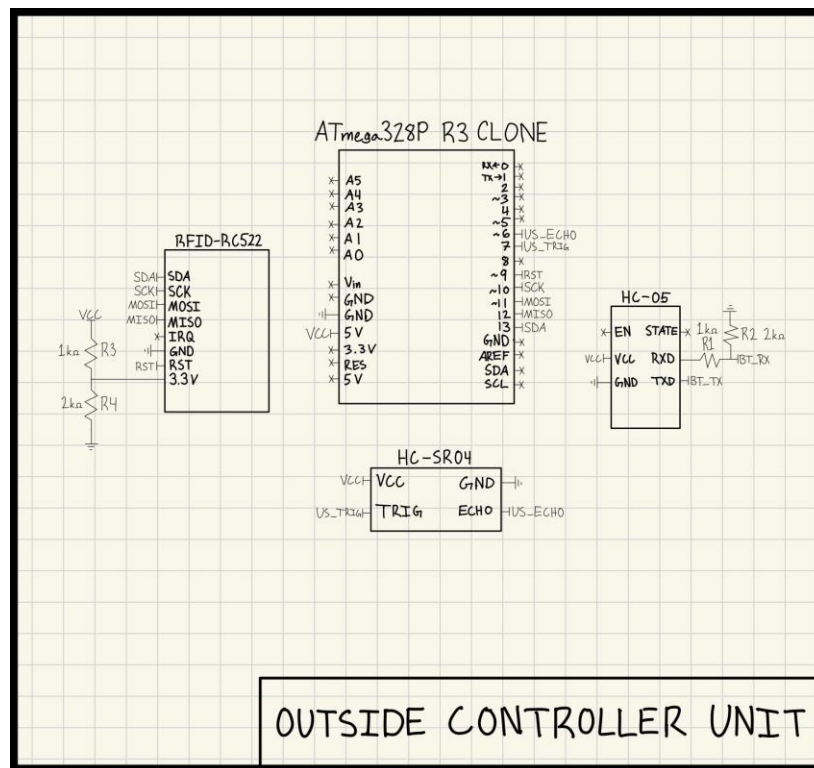 ATmega328P R3 CLONE
RX←0
TX→1
2
~3
4
~5
~6 US_ECHO
7 US_TRIG
8
~9 RST
~10 SCK
~11 MOSI
12 MISO
13 SDA
GND
AREF
SDA
SCL
A5
A4
A3
A2
A1
A0
Vin
GND
GND
VCC 5V
3.3V
RES
5V
RFID-RC522
SDA SDA
SCK SCK
MOSI MOSI
MISO MISO
IRQ
GND
RST RST
3.3V
VCC
1kΩ R3
2kΩ R4
HC-05
EN STATE
VCC VCC RXD
GND TXD
1kΩ
R1
R2 2kΩ
BT_RX
BT_TX
HC-SR04
VCC VCC GND
US_TRIG TRIG ECHO US_ECHO
OUTSIDE CONTROLLER UNIT